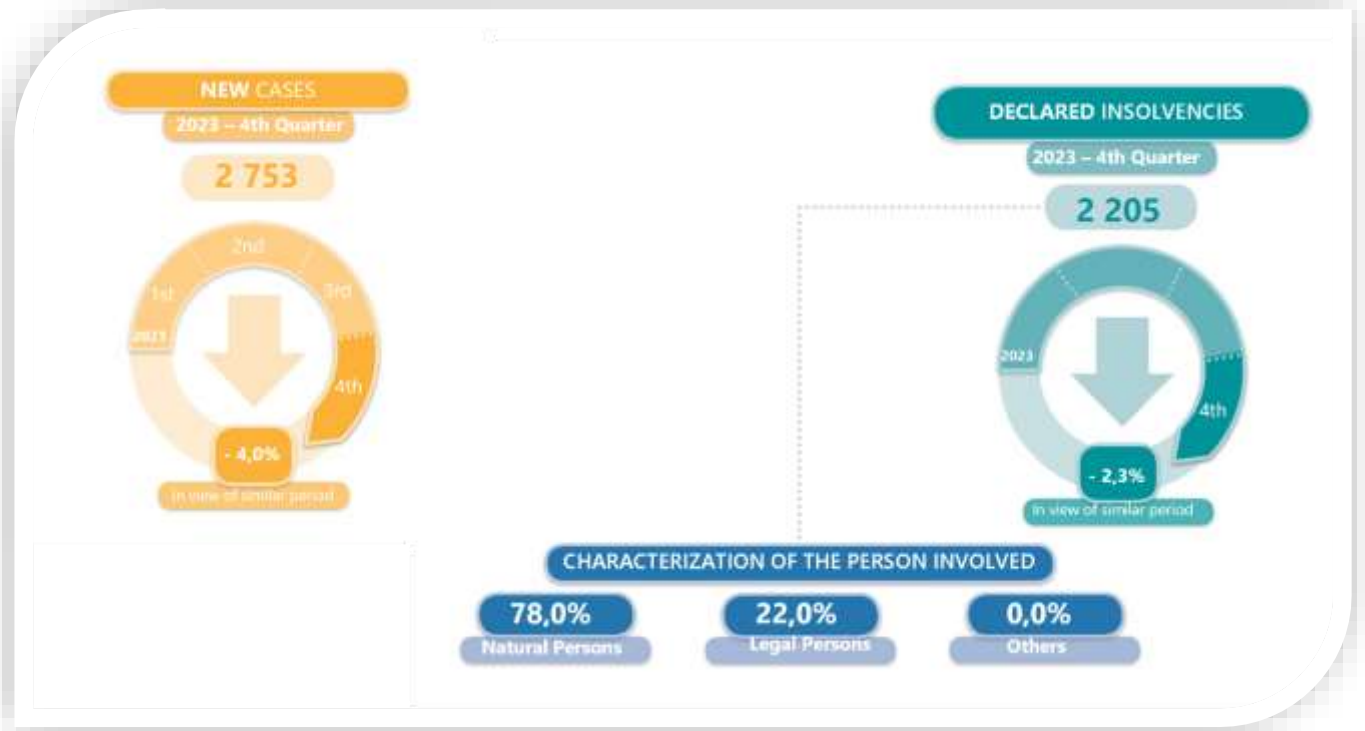 NEW CASES
2023 – 4th Quarter
2 753
2nd
1st
3rd
2023
4th
- 4,0%
In view of similar period
DECLARED INSOLVENCIES
2023 – 4th Quarter
2 205
2023
4th
- 2,3%
In view of similar period
CHARACTERIZATION OF THE PERSON INVOLVED
78,0%
Natural Persons
22,0%
Legal Persons
0,0%
Others